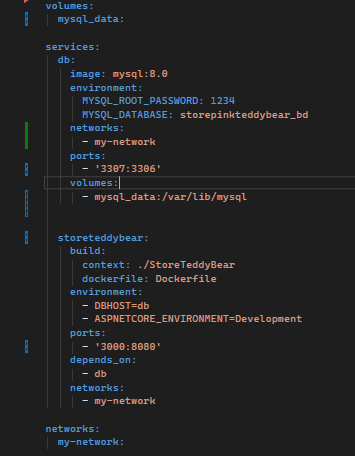 volumes:
  mysql_data:

services:
  db:
    image: mysql:8.0
    environment:
      MYSQL_ROOT_PASSWORD: 1234
      MYSQL_DATABASE: storepinkteddybear_bd
    networks:
      - my-network
    ports:
      - '3307:3306'
    volumes:
      - mysql_data:/var/lib/mysql

  storeteddybear:
    build:
      context: ./StoreTeddyBear
      dockerfile: Dockerfile
    environment:
      - DBHOST=db
      - ASPNETCORE_ENVIRONMENT=Development
    ports:
      - '3000:8080'
    depends_on:
      - db
    networks:
      - my-network

networks:
  my-network: